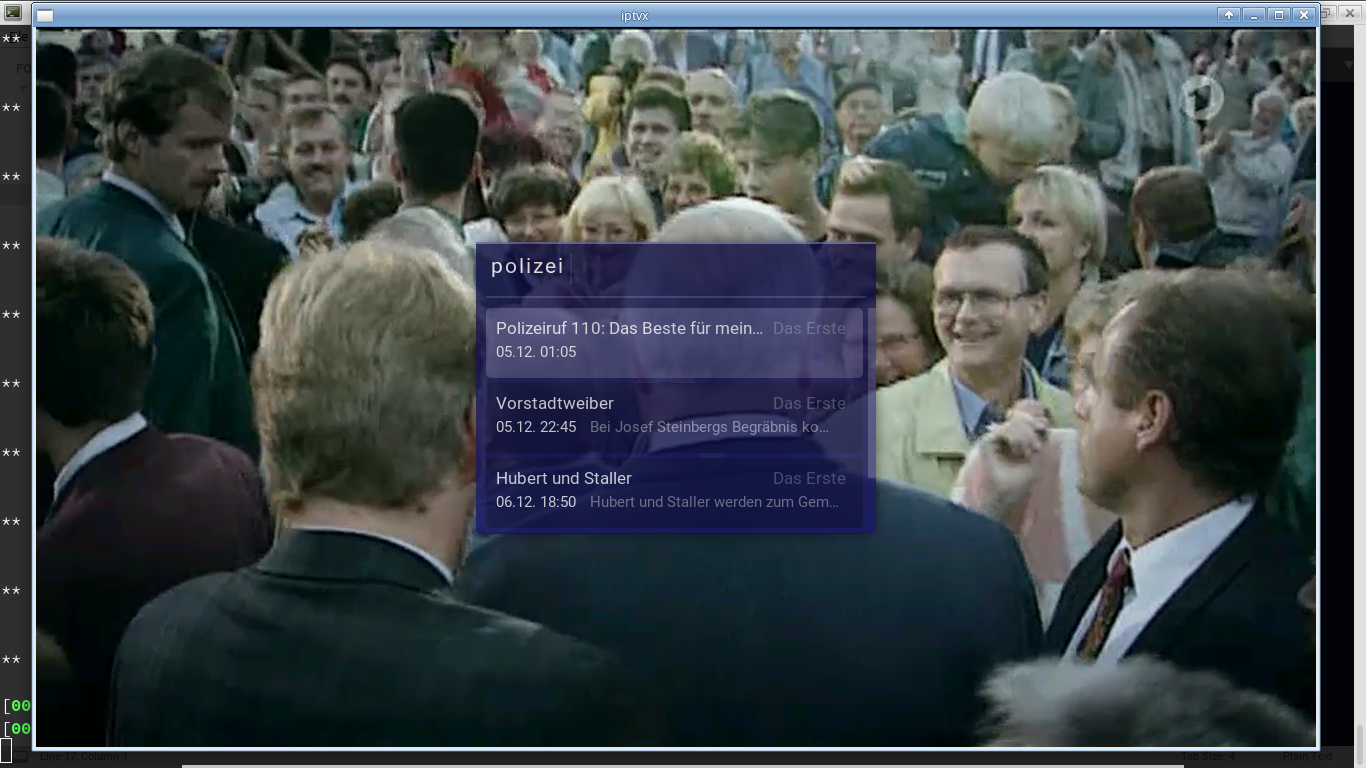 iptvx
**
**
**
**
**
**
**
**
**
**
[00
[00
FO
polizei
Polizeiruf 110: Das Beste für mein… Das Erste
05.12. 01:05
Vorstadtweiber Das Erste
05.12. 22:45 Bei Josef Steinbergs Begräbnis ko…
Hubert und Staller Das Erste
06.12. 18:50 Hubert und Staller werden zum Gem…
Line 17, Column 1 Tab Size: 4 Plain Text